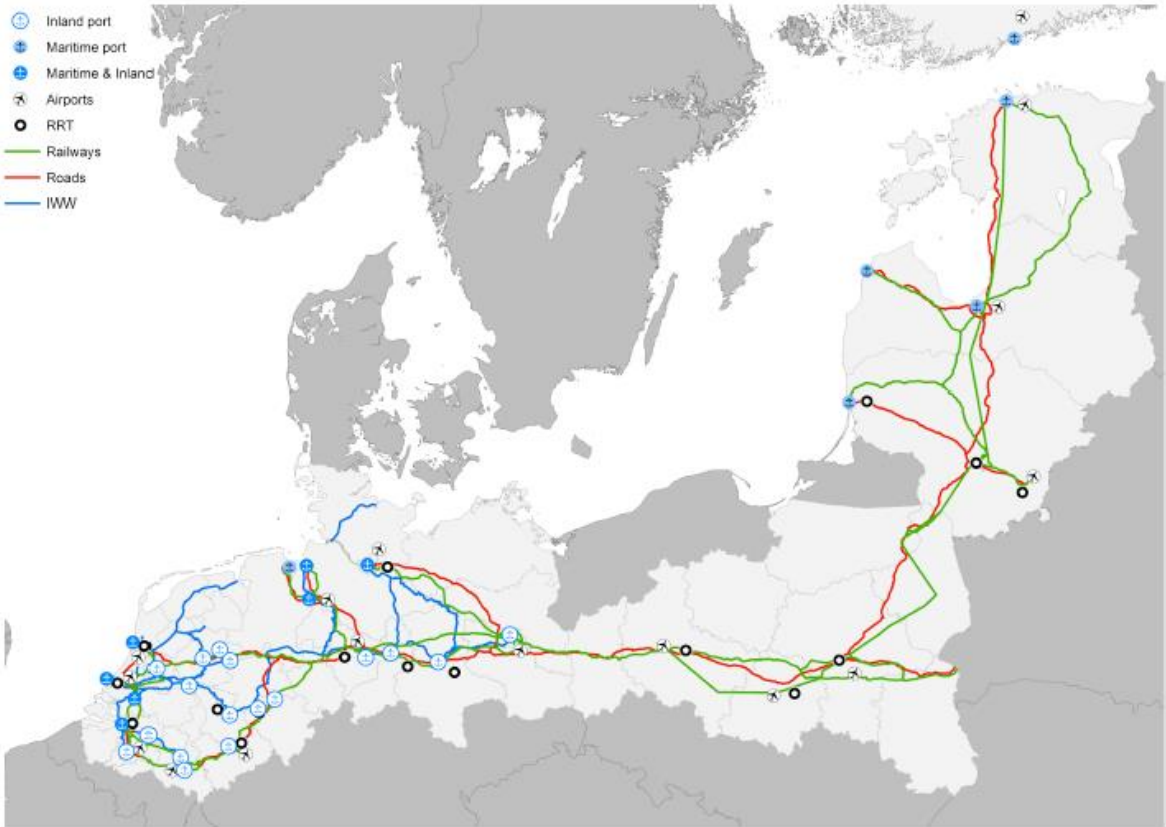 Inland port
Maritime port
Maritime & Inland
Airports
RRT
Railways
Roads
IWW